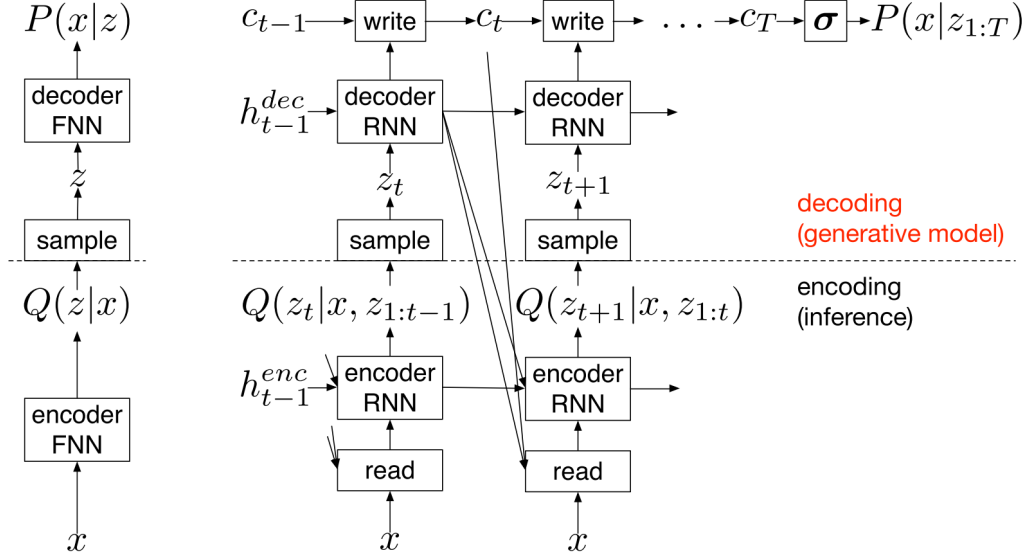 P(x|z)
decoder
FNN
z
sample
Q(z|x)
encoder
FNN
x
c_{t-1} write c_t write ... c_T σ P(x|z_{1:T})
h^{dec}_{t-1} decoder
RNN
decoder
RNN
z_t z_{t+1}
sample sample
decoding
(generative model)
Q(z_t|x, z_{1:t-1}) Q(z_{t+1}|x, z_{1:t})
encoding
(inference)
h^{enc}_{t-1} encoder
RNN
encoder
RNN
read read
x x